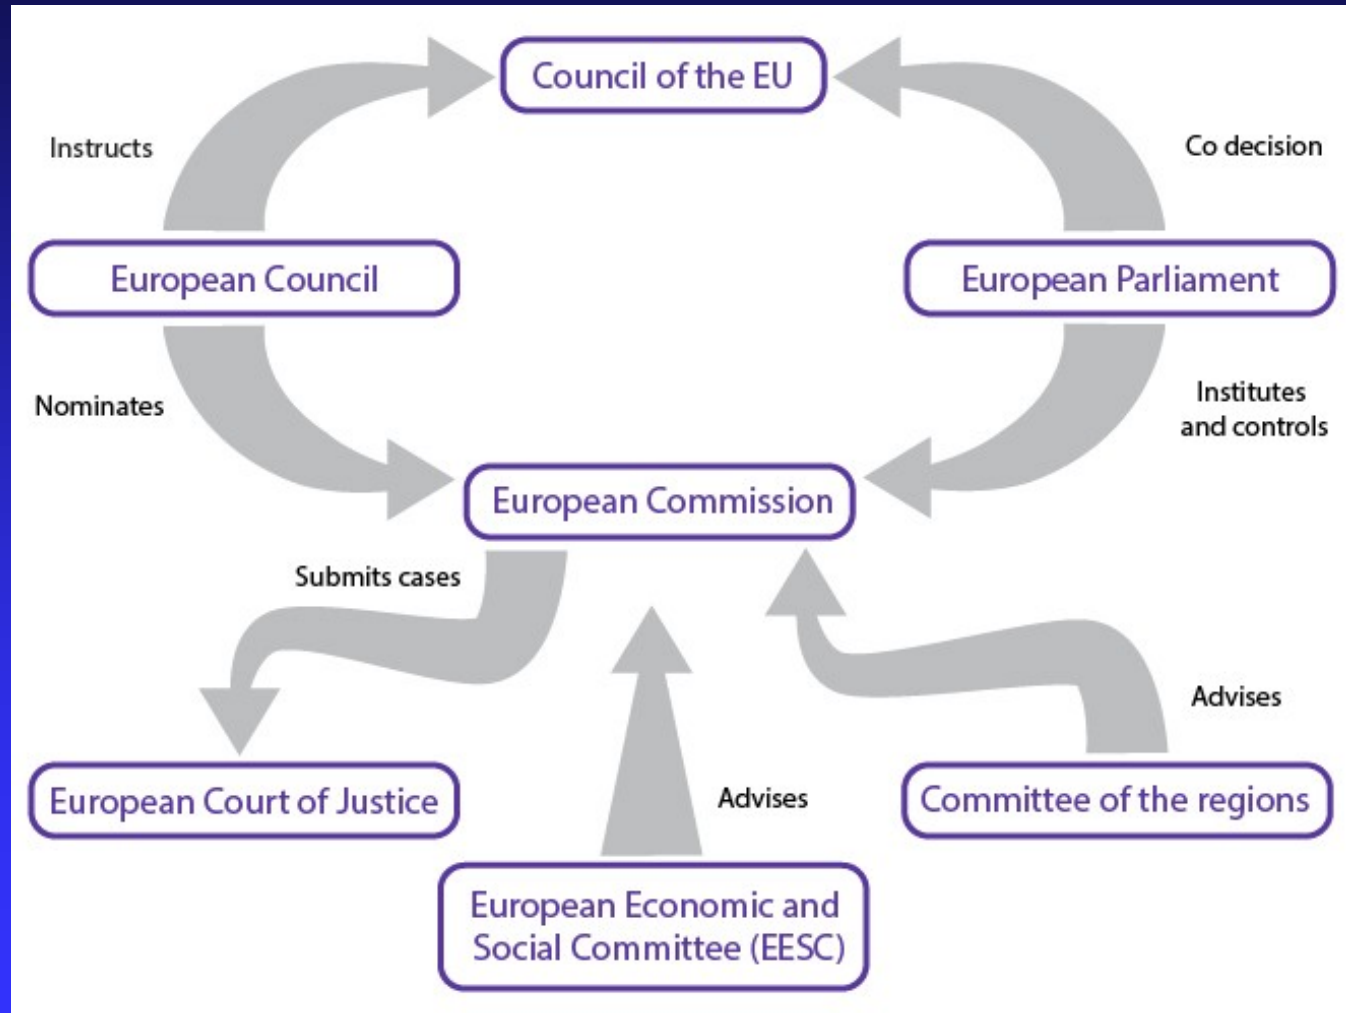 Council of the EU
Instructs
Co decision
European Council
European Parliament
Nominates
Institutes
and controls
European Commission
Submits cases
Advises
European Court of Justice
Advises
Committee of the regions
European Economic and
Social Committee (EESC)